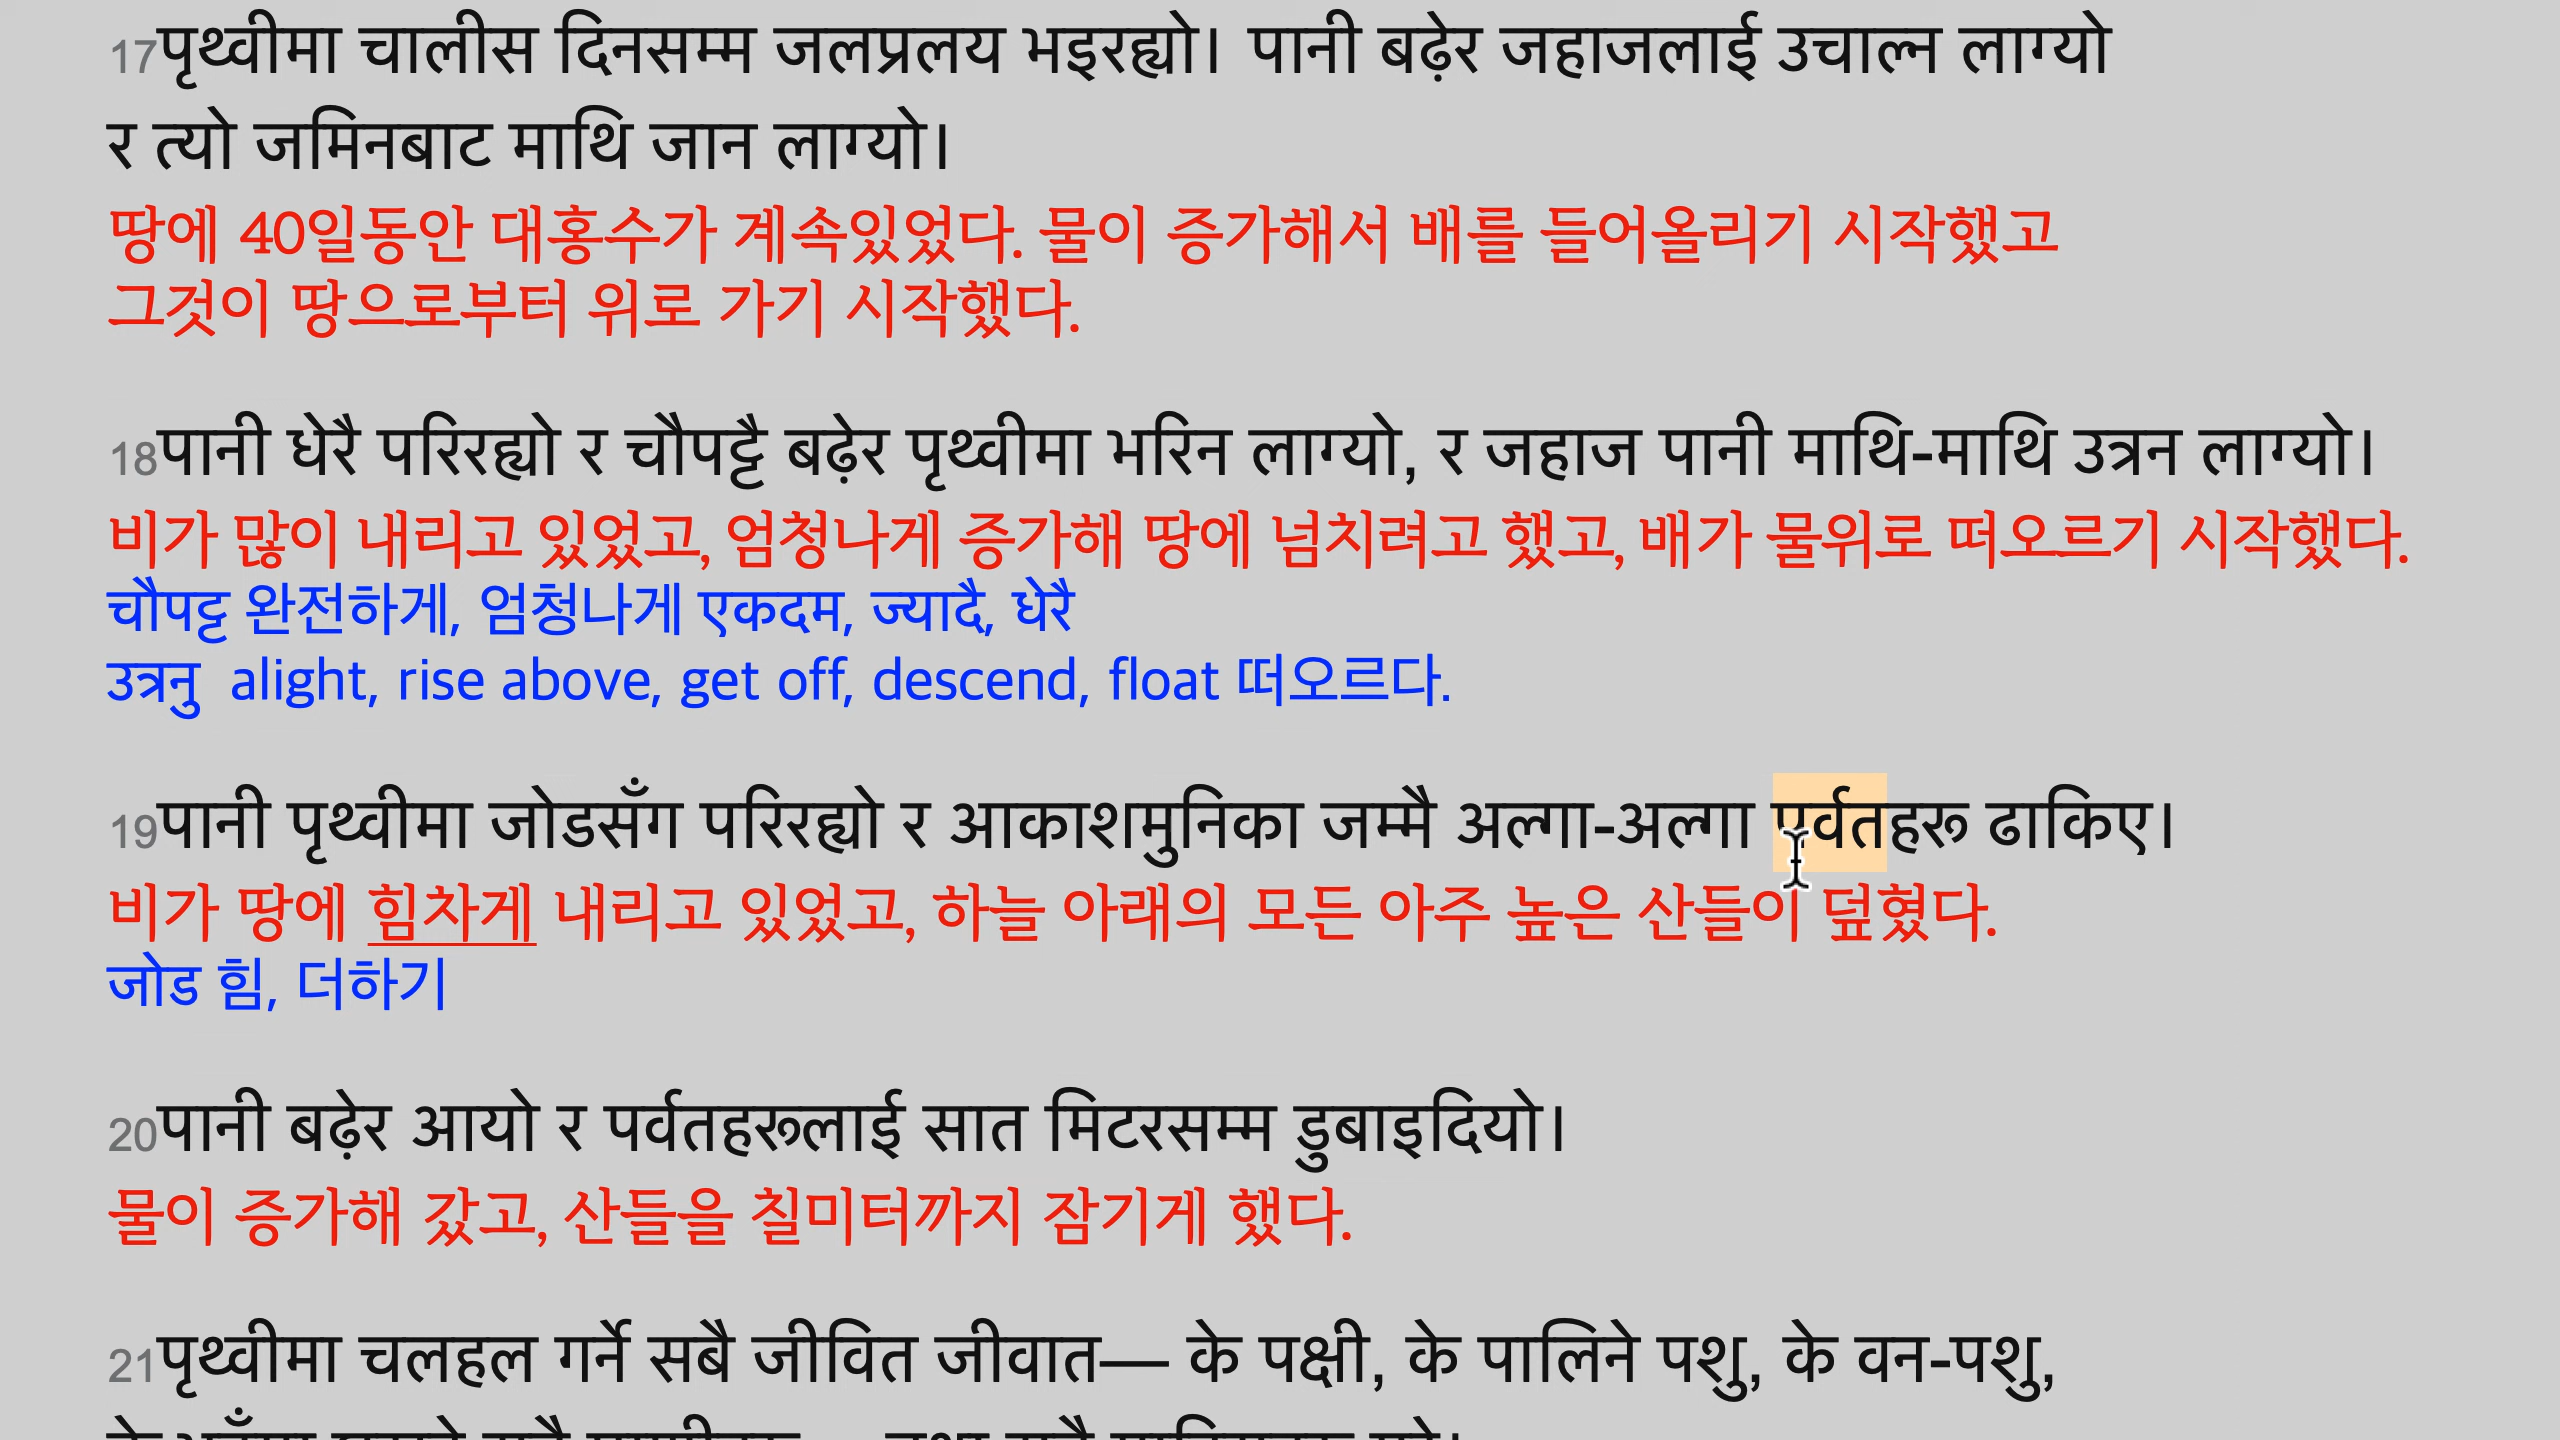 17पृथ्वीमा चालीस दिनसम्म जलप्रलय भइरह्यो। पानी बढ़ेर जहाजलाई उचाल्न लाग्यो
र त्यो जमिनबाट माथि जान लाग्यो।
땅에 40일동안 대홍수가 계속있었다. 물이 증가해서 배를 들어올리기 시작했고
그것이 땅으로부터 위로 가기 시작했다.
18पानी धेरै परिरह्यो र चौपट्टै बढ़ेर पृथ्वीमा भरिन लाग्यो, र जहाज पानी माथि-माथि उत्रन लाग्यो।
비가 많이 내리고 있었고, 엄청나게 증가해 땅에 넘치려고 했고, 배가 물위로 떠오르기 시작했다.
चौपट्ट 완전하게, 엄청나게 एकदम, ज्यादै, धेरै
उत्रनु alight, rise above, get off, descend, float 떠오르다.
19पानी पृथ्वीमा जोडसँग परिरह्यो र आकाशमुनिका जम्मै अल्गा-अल्गा पर्वतहरू ढाकिए।
비가 땅에 힘차게 내리고 있었고, 하늘 아래의 모든 아주 높은 산들이 덮혔다.
जोड 힘, 더하기
20पानी बढ़ेर आयो र पर्वतहरूलाई सात मिटरसम्म डुबाइदियो।
물이 증가해 갔고, 산들을 칠미터까지 잠기게 했다.
21पृथ्वीमा चलहल गर्ने सबै जीवित जीवात— के पक्षी, के पालिने पशु, के वन-पशु,